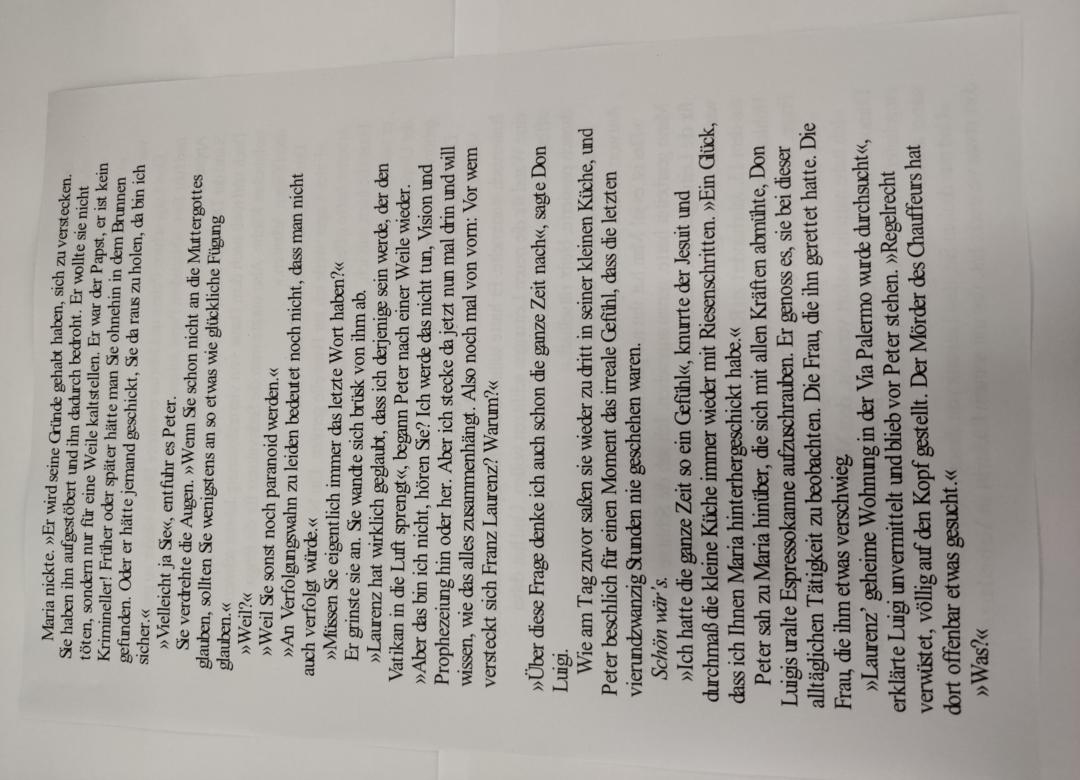 Maria nickte. »Er wird seine Gründe gehabt haben, sich zu verstecken.
Sie haben ihn aufgestöbert und ihn dadurch bedroht. Er wollte sie nicht
töten, sondern nur für eine Weile kaltstellen. Er war der Papst, er ist kein
Krimineller! Früher oder später hätte man Sie ohnehin in dem Brunnen
gefunden. Oder er hätte jemand geschickt, Sie da raus zu holen, da bin ich
sicher.«
»Vielleicht ja Sie«, entfuhr es Peter.
Sie verdrehte die Augen. »Wenn Sie schon nicht an die Muttergottes
glauben, sollten Sie wenigstens an so etwas wie glückliche Fügung
glauben.«
»Weil?«
»Weil Sie sonst noch paranoid werden.«
»An Verfolgungswahn zu leiden bedeutet noch nicht, dass man nicht
auch verfolgt würde.«
»Müssen Sie eigentlich immer das letzte Wort haben?«
Er grinste sie an. Sie wandte sich brüsk von ihm ab.
»Laurenz hat wirklich geglaubt, dass ich derjenige sein werde, der den
Vatikan in die Luft sprengt«, begann Peter nach einer Weile wieder.
»Aber das bin ich nicht, hören Sie? Ich werde das nicht tun, Vision und
Prophezeiung hin oder her. Aber ich stecke da jetzt nun mal drin und will
wissen, wie das alles zusammenhängt. Also noch mal von vorn: Vor wem
versteckt sich Franz Laurenz? Warum?«
»Über diese Frage denke ich auch schon die ganze Zeit nach«, sagte Don
Luigi.
Wie am Tag zuvor saßen sie wieder zu dritt in seiner kleinen Küche, und
Peter beschlich für einen Moment das irreale Gefühl, dass die letzten
vierundzwanzig Stunden nie geschehen waren.
Schön wär's.
»Ich hatte die ganze Zeit so ein Gefühl«, knurrte der Jesuit und
durchmaß die kleine Küche immer wieder mit Riesenschritten. »Ein Glück,
dass ich Ihnen Maria hinterhergeschickt habe.«
Peter sah zu Maria hinüber, die sich mit allen Kräften abmühte, Don
Luigis uralte Espressokanne aufzuschrauben. Er genoss es, sie bei dieser
alltäglichen Tätigkeit zu beobachten. Die Frau, die ihn gerettet hatte. Die
Frau, die ihm etwas verschwieg.
»Laurenz' geheime Wohnung in der Via Palermo wurde durchsucht«,
erklärte Luigi unvermittelt und blieb vor Peter stehen. »Regelrecht
verwüstet, völlig auf den Kopf gestellt. Der Mörder des Chauffeurs hat
dort offenbar etwas gesucht.«
»Was?«